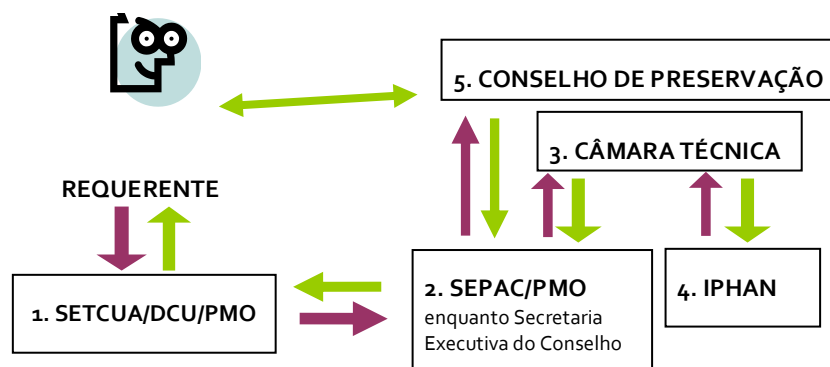 5. CONSELHO DE PRESERVAÇÃO
3. CÂMARA TÉCNICA
REQUERENTE
1. SETCUA/DCU/PMO
2. SEPAC/PMO
enquanto Secretaria
Executiva do Conselho
4. IPHAN